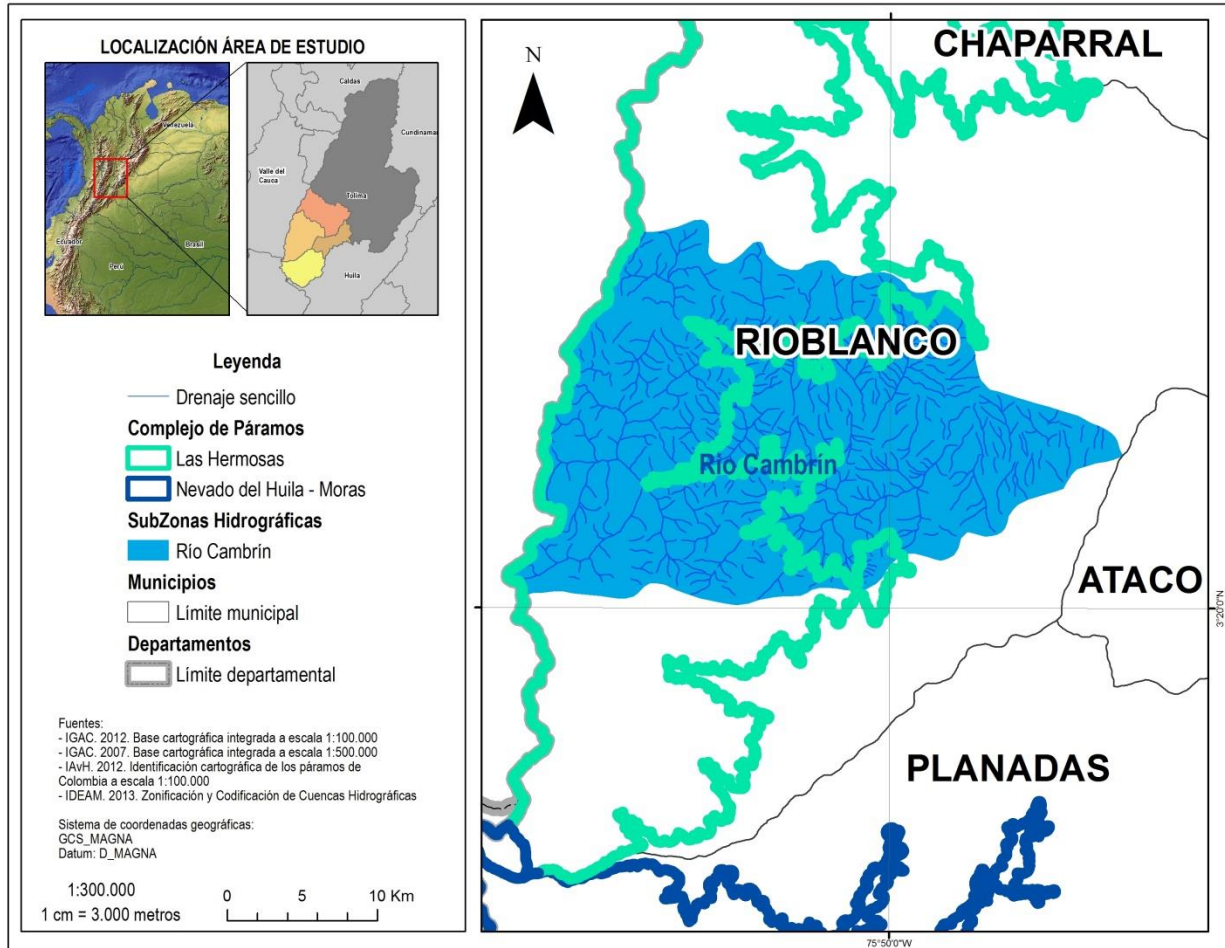 LOCALIZACIÓN ÁREA DE ESTUDIO
Venezuela
Ecuador
Perú
Brasil
Caldas
Cundinamar
Valle del
Cauca
Tolima
Huila
Leyenda
Drenaje sencillo
Complejo de Páramos
Las Hermosas
Nevado del Huila - Moras
SubZonas Hidrográficas
Río Cambrín
Municipios
Límite municipal
Departamentos
Límite departamental
Fuentes:
- IGAC. 2012. Base cartográfica integrada a escala 1:100.000
- IGAC. 2007. Base cartográfica integrada a escala 1:500.000
- IAvH. 2012. Identificación cartográfica de los páramos de
Colombia a escala 1:100.000
- IDEAM. 2013. Zonificación y Codificación de Cuencas Hidrográficas
Sistema de coordenadas geográficas:
GCS_MAGNA
Datum: D_MAGNA
1:300.000
1 cm = 3.000 metros
0 5 10 Km
N
CHAPARRAL
RIOBLANCO
Río Cambrín
ATACO
3°20'0"N
PLANADAS
75°50'0"W